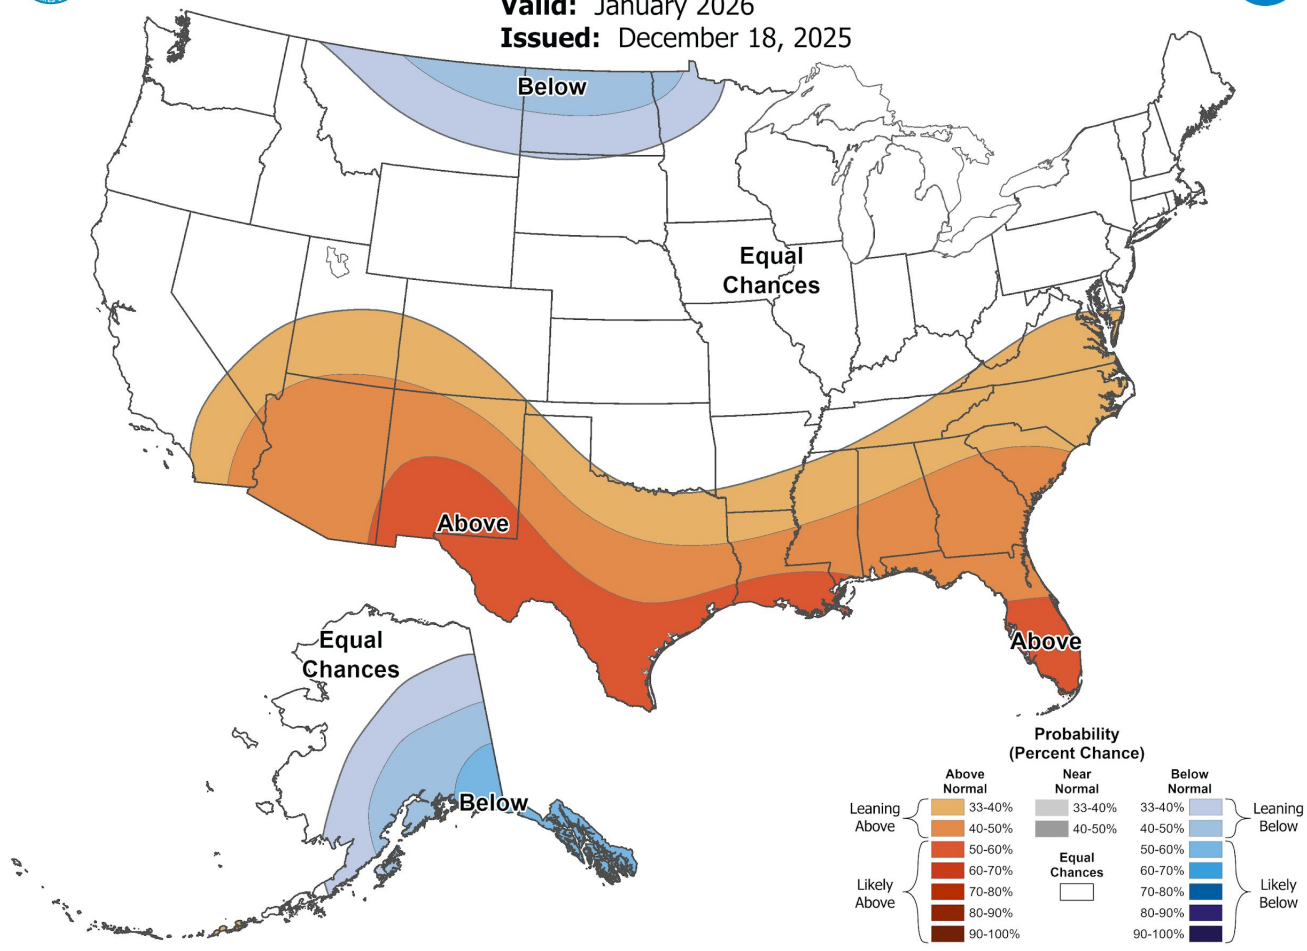 Valid: January 2026
Issued: December 18, 2025
Below
Equal
Chances
Above
Above
Equal
Chances
Below
Probability
(Percent Chance)
Above
Normal
Near
Normal
Below
Normal
Leaning
Above
33-40%
40-50%
50-60%
60-70%
70-80%
80-90%
90-100%
Likely
Above
33-40%
40-50%
Equal
Chances
33-40%
40-50%
50-60%
60-70%
70-80%
80-90%
90-100%
Leaning
Below
Likely
Below